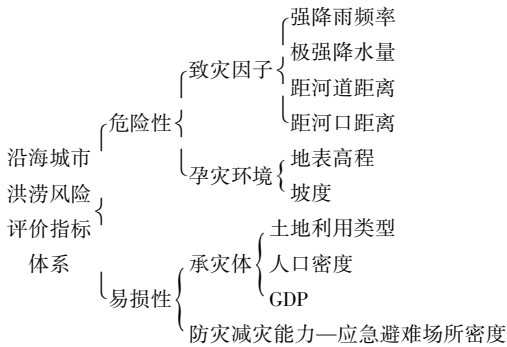 强降雨频率
极强降水量
致灾因子
距河道距离
距河口距离
危险性
地表高程
孕灾环境
坡度
沿海城市
洪涝风险
评价指标
体系
土地利用类型
承灾体
人口密度
GDP
易损性
防灾减灾能力—应急避难场所密度